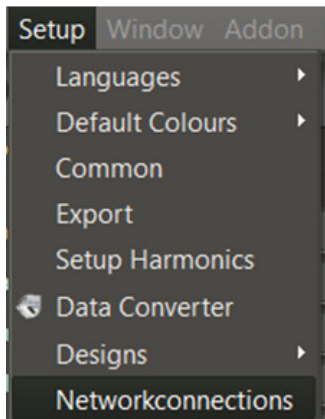 Setup Window Addon
Languages
Default Colours
Common
Export
Setup Harmonics
Data Converter
Designs
Networkconnections